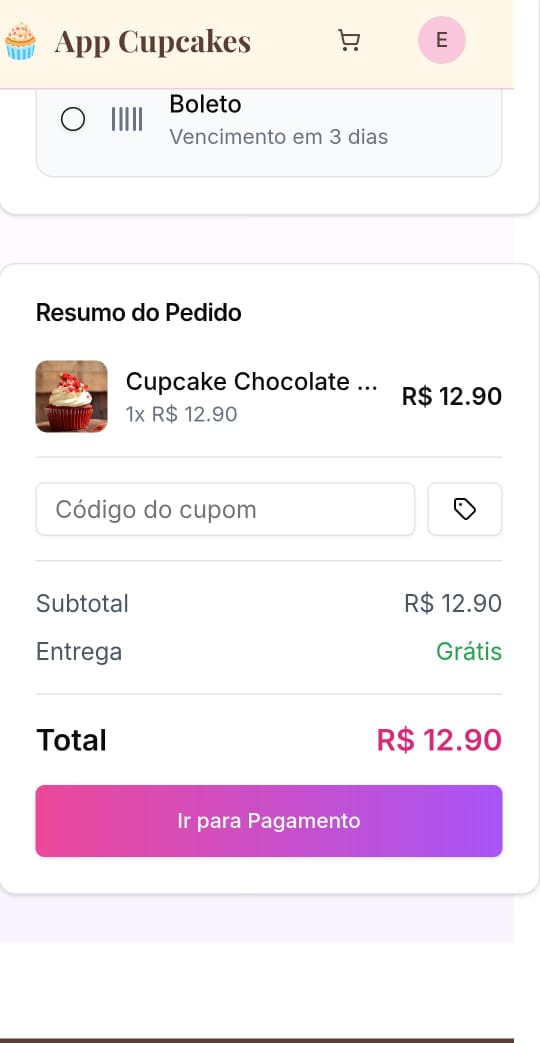 App Cupcakes
E
Boleto
Vencimento em 3 dias
Resumo do Pedido
Cupcake Chocolate ...
R$ 12.90
1x R$ 12.90
Código do cupom
Subtotal
R$ 12.90
Entrega
Grátis
Total
R$ 12.90
Ir para Pagamento